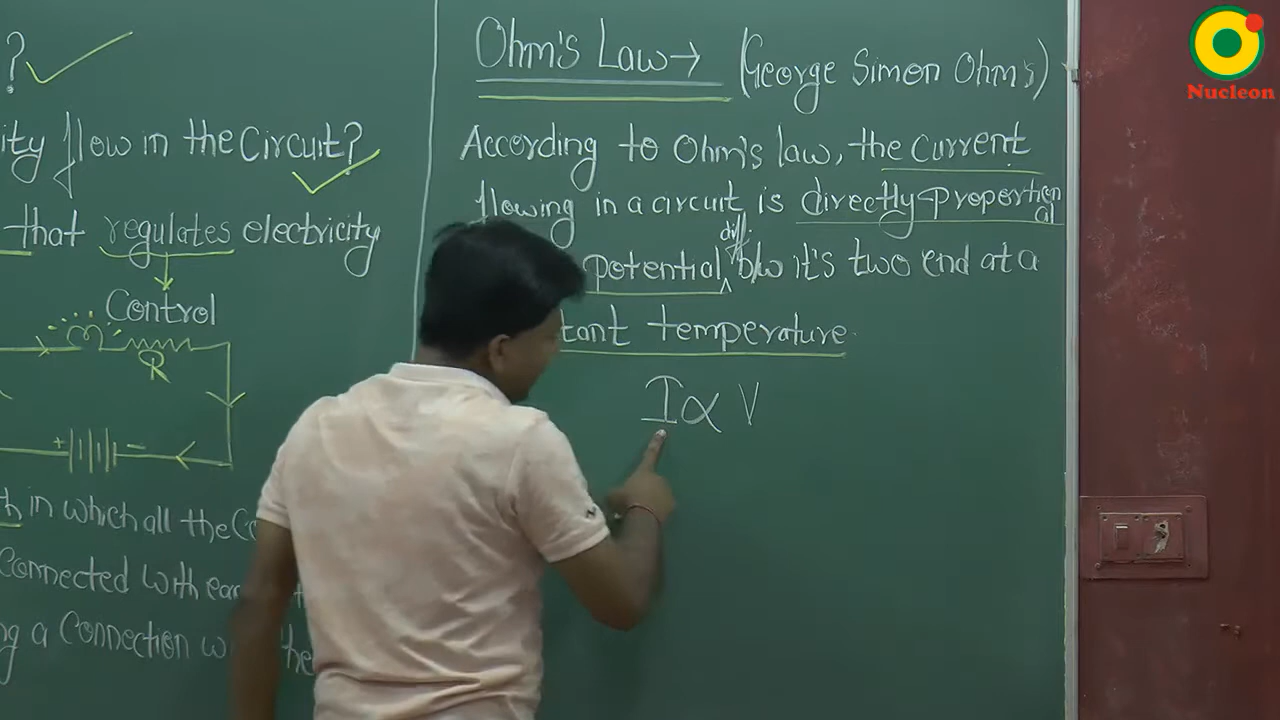 ?
ity flow in the Circuit?
that regulates electricity
Control
R
+ -
in which all the
Connected with
a Connection
Ohm's Law → (George Simon Ohm's)
According to Ohm's law, the current
flowing in a circuit is directly proportional
potential diff. b/w it's two end at a
tant temperature.
I α V
Nucleon